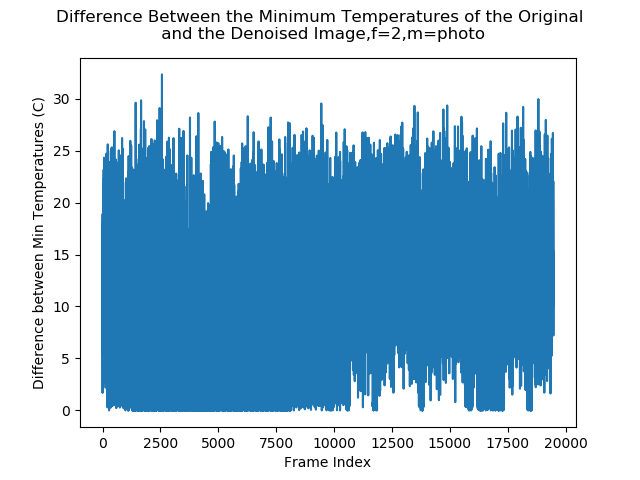 Difference Between the Minimum Temperatures of the Original
and the Denoised Image,f=2,m=photo
Difference between Min Temperatures (C)
30
25
20
15
10
5
0
0 2500 5000 7500 10000 12500 15000 17500 20000
Frame Index